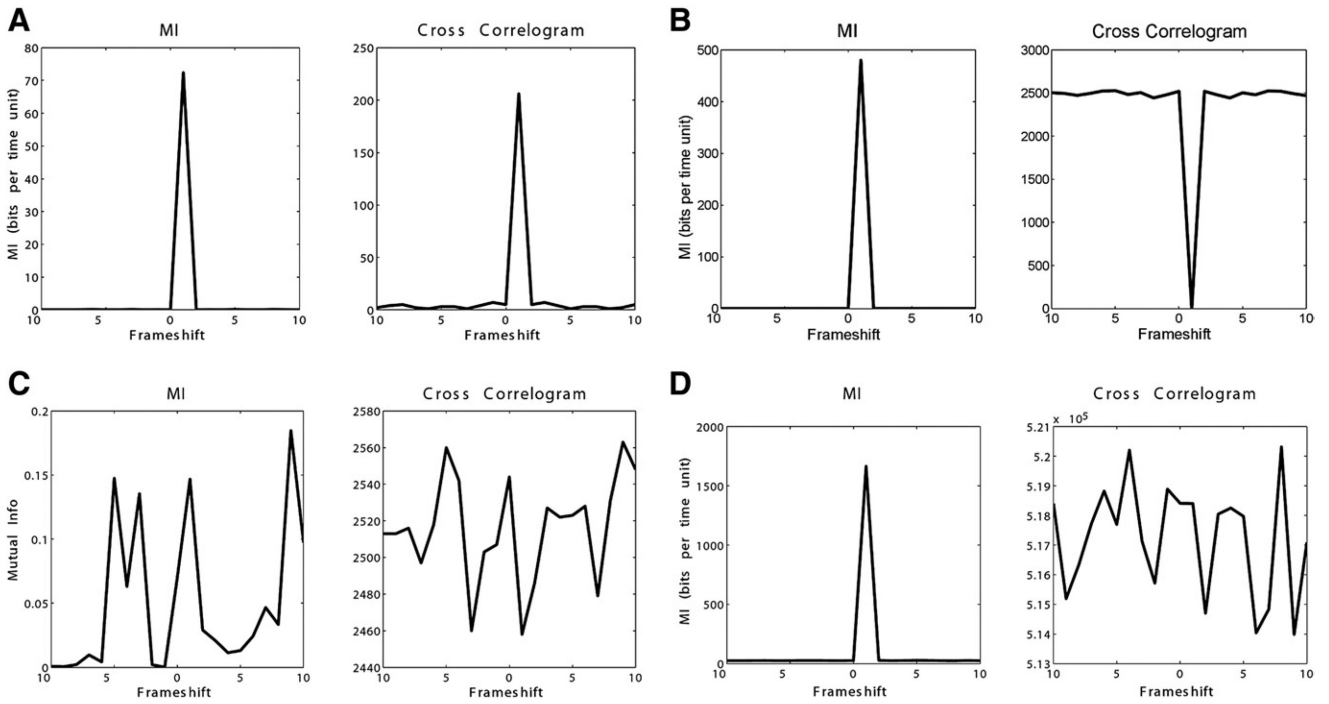 A
MI
MI (bits per time unit)
80
70
60
50
40
30
20
10
0
10 5 0 5 10
Frameshift
Cross Correlogram
250
200
150
100
50
0
10 5 0 5 10
Frameshift
B
MI
MI (bits per time unit)
500
400
300
200
100
0
10 5 0 5 10
Frameshift
Cross Correlogram
3000
2500
2000
1500
1000
500
0
10 5 0 5 10
Frameshift
C
MI
Mutual Info
0.2
0.15
0.1
0.05
0
10 5 0 5 10
Frameshift
Cross Correlogram
2580
2560
2540
2520
2500
2480
2460
2440
10 5 0 5 10
Frameshift
D
MI
MI (bits per time unit)
2000
1500
1000
500
0
10 5 0 5 10
Frameshift
Cross Correlogram
x 10⁵
5.21
5.2
5.19
5.18
5.17
5.16
5.15
5.14
5.13
10 5 0 5 10
Frameshift